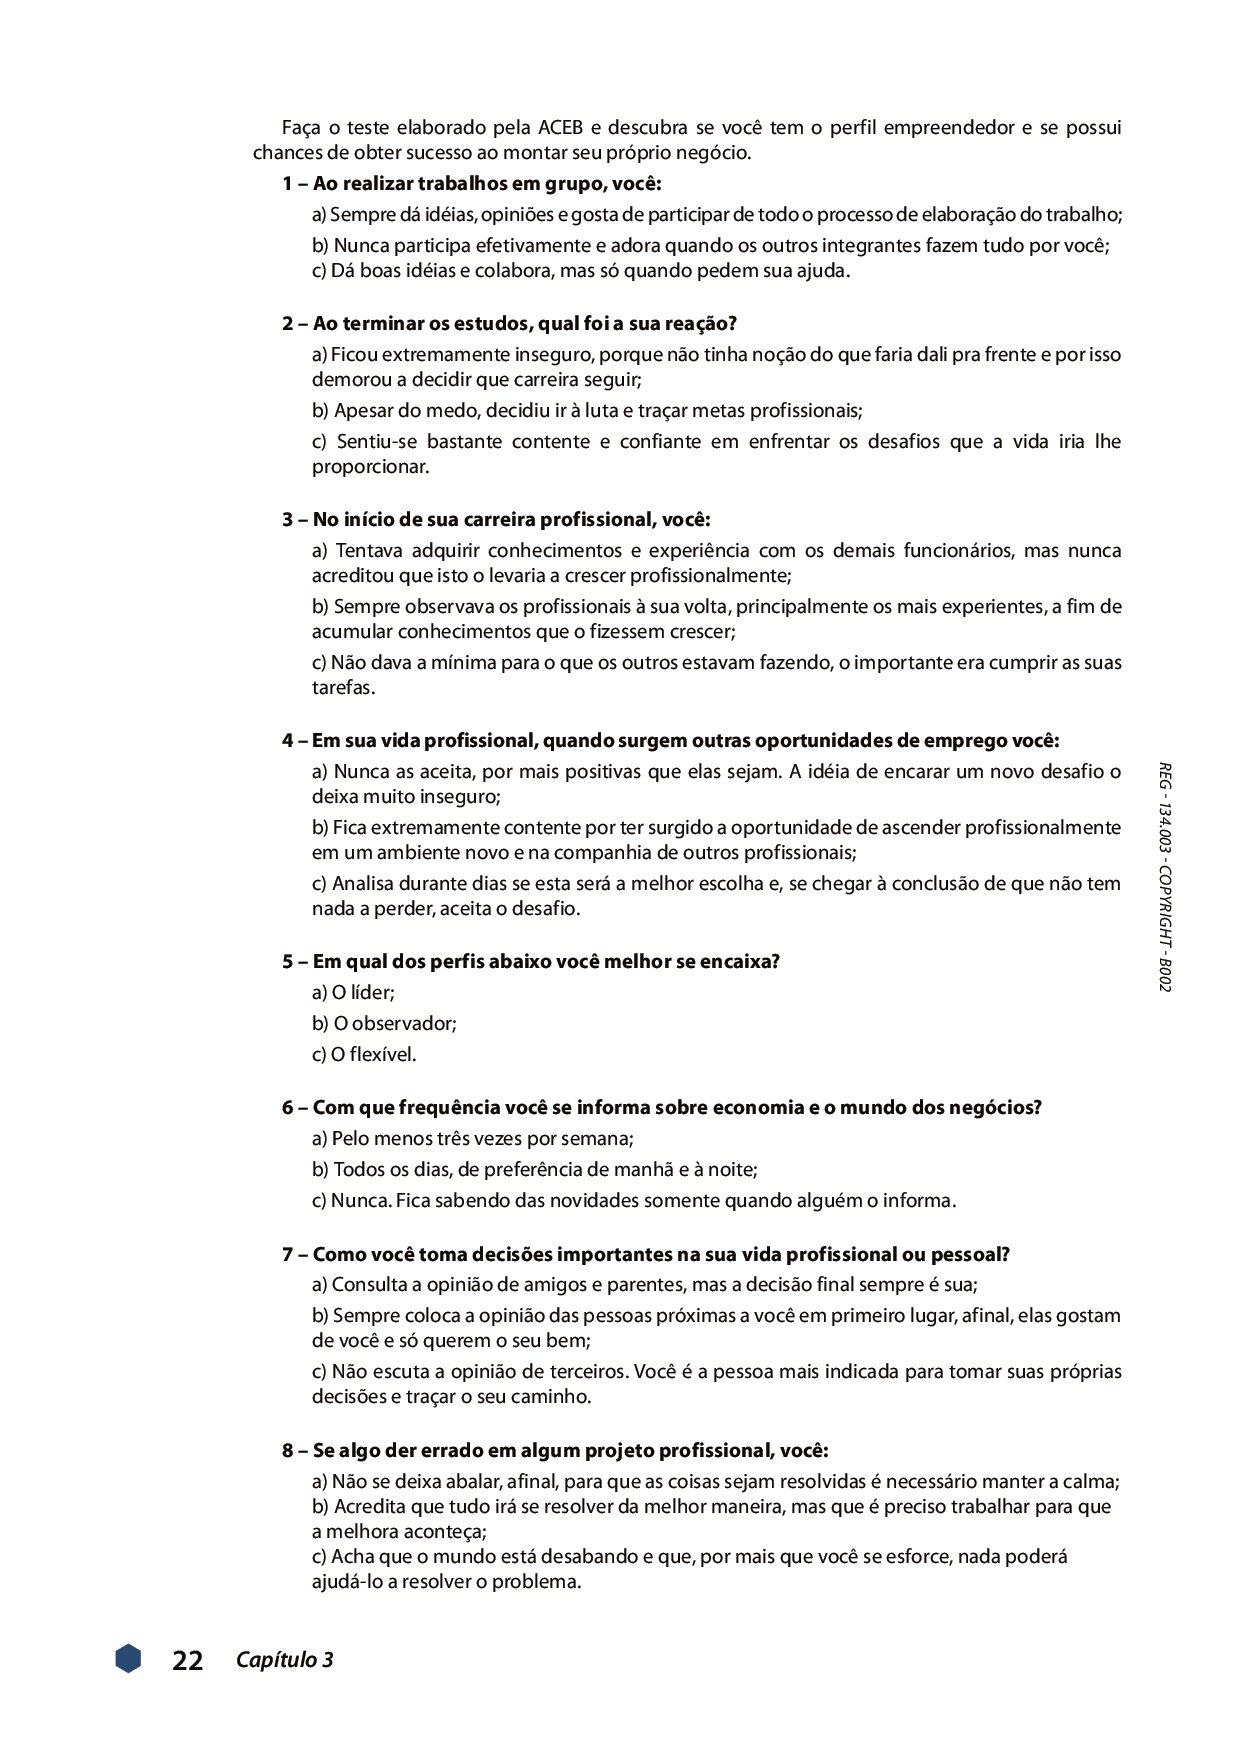 Faça o teste elaborado pela ACEB e descubra se você tem o perfil empreendedor e se possui
chances de obter sucesso ao montar seu próprio negócio.
1 – Ao realizar trabalhos em grupo, você:
a) Sempre dá idéias, opiniões e gosta de participar de todo o processo de elaboração do trabalho;
b) Nunca participa efetivamente e adora quando os outros integrantes fazem tudo por você;
c) Dá boas idéias e colabora, mas só quando pedem sua ajuda.
2 – Ao terminar os estudos, qual foi a sua reação?
a) Ficou extremamente inseguro, porque não tinha noção do que faria dali pra frente e por isso
demorou a decidir que carreira seguir;
b) Apesar do medo, decidiu ir à luta e traçar metas profissionais;
c) Sentiu-se bastante contente e confiante em enfrentar os desafios que a vida iria lhe
proporcionar.
3 – No início de sua carreira profissional, você:
a) Tentava adquirir conhecimentos e experiência com os demais funcionários, mas nunca
acreditou que isto o levaria a crescer profissionalmente;
b) Sempre observava os profissionais à sua volta, principalmente os mais experientes, a fim de
acumular conhecimentos que o fizessem crescer;
c) Não dava a mínima para o que os outros estavam fazendo, o importante era cumprir as suas
tarefas.
4 – Em sua vida profissional, quando surgem outras oportunidades de emprego você:
a) Nunca as aceita, por mais positivas que elas sejam. A idéia de encarar um novo desafio o
deixa muito inseguro;
b) Fica extremamente contente por ter surgido a oportunidade de ascender profissionalmente
em um ambiente novo e na companhia de outros profissionais;
c) Analisa durante dias se esta será a melhor escolha e, se chegar à conclusão de que não tem
nada a perder, aceita o desafio.
5 – Em qual dos perfis abaixo você melhor se encaixa?
a) O líder;
b) O observador;
c) O flexível.
6 – Com que frequência você se informa sobre economia e o mundo dos negócios?
a) Pelo menos três vezes por semana;
b) Todos os dias, de preferência de manhã e à noite;
c) Nunca. Fica sabendo das novidades somente quando alguém o informa.
7 – Como você toma decisões importantes na sua vida profissional ou pessoal?
a) Consulta a opinião de amigos e parentes, mas a decisão final sempre é sua;
b) Sempre coloca a opinião das pessoas próximas a você em primeiro lugar, afinal, elas gostam
de você e só querem o seu bem;
c) Não escuta a opinião de terceiros. Você é a pessoa mais indicada para tomar suas próprias
decisões e traçar o seu caminho.
8 – Se algo der errado em algum projeto profissional, você:
a) Não se deixa abalar, afinal, para que as coisas sejam resolvidas é necessário manter a calma;
b) Acredita que tudo irá se resolver da melhor maneira, mas que é preciso trabalhar para que
a melhora aconteça;
c) Acha que o mundo está desabando e que, por mais que você se esforce, nada poderá
ajudá-lo a resolver o problema.
REG - 134.003 - COPYRIGHT - B002
22 Capítulo 3